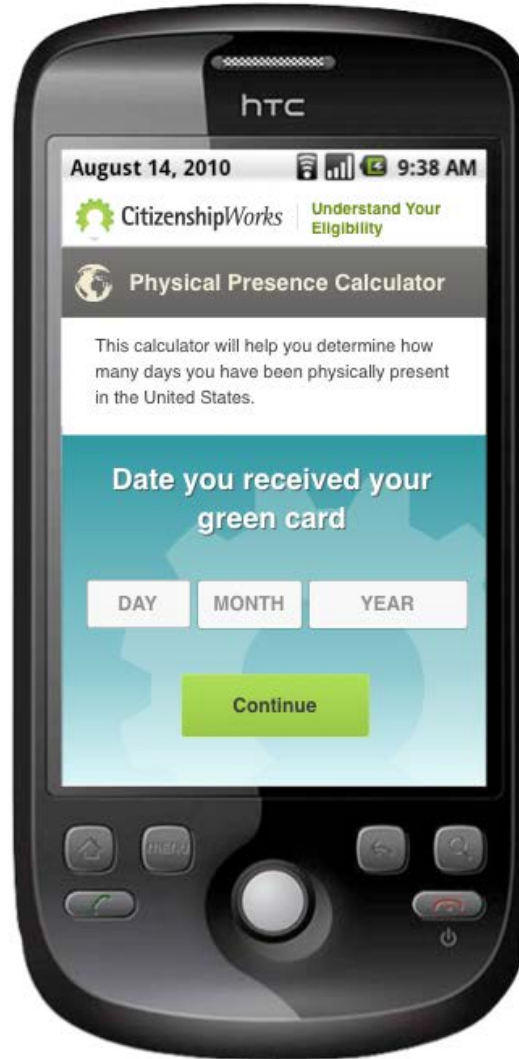 hTC
August 14, 2010 9:38 AM
CitizenshipWorks Understand Your
Eligibility
Physical Presence Calculator
This calculator will help you determine how
many days you have been physically present
in the United States.
Date you received your
green card
DAY MONTH YEAR
Continue
MENU